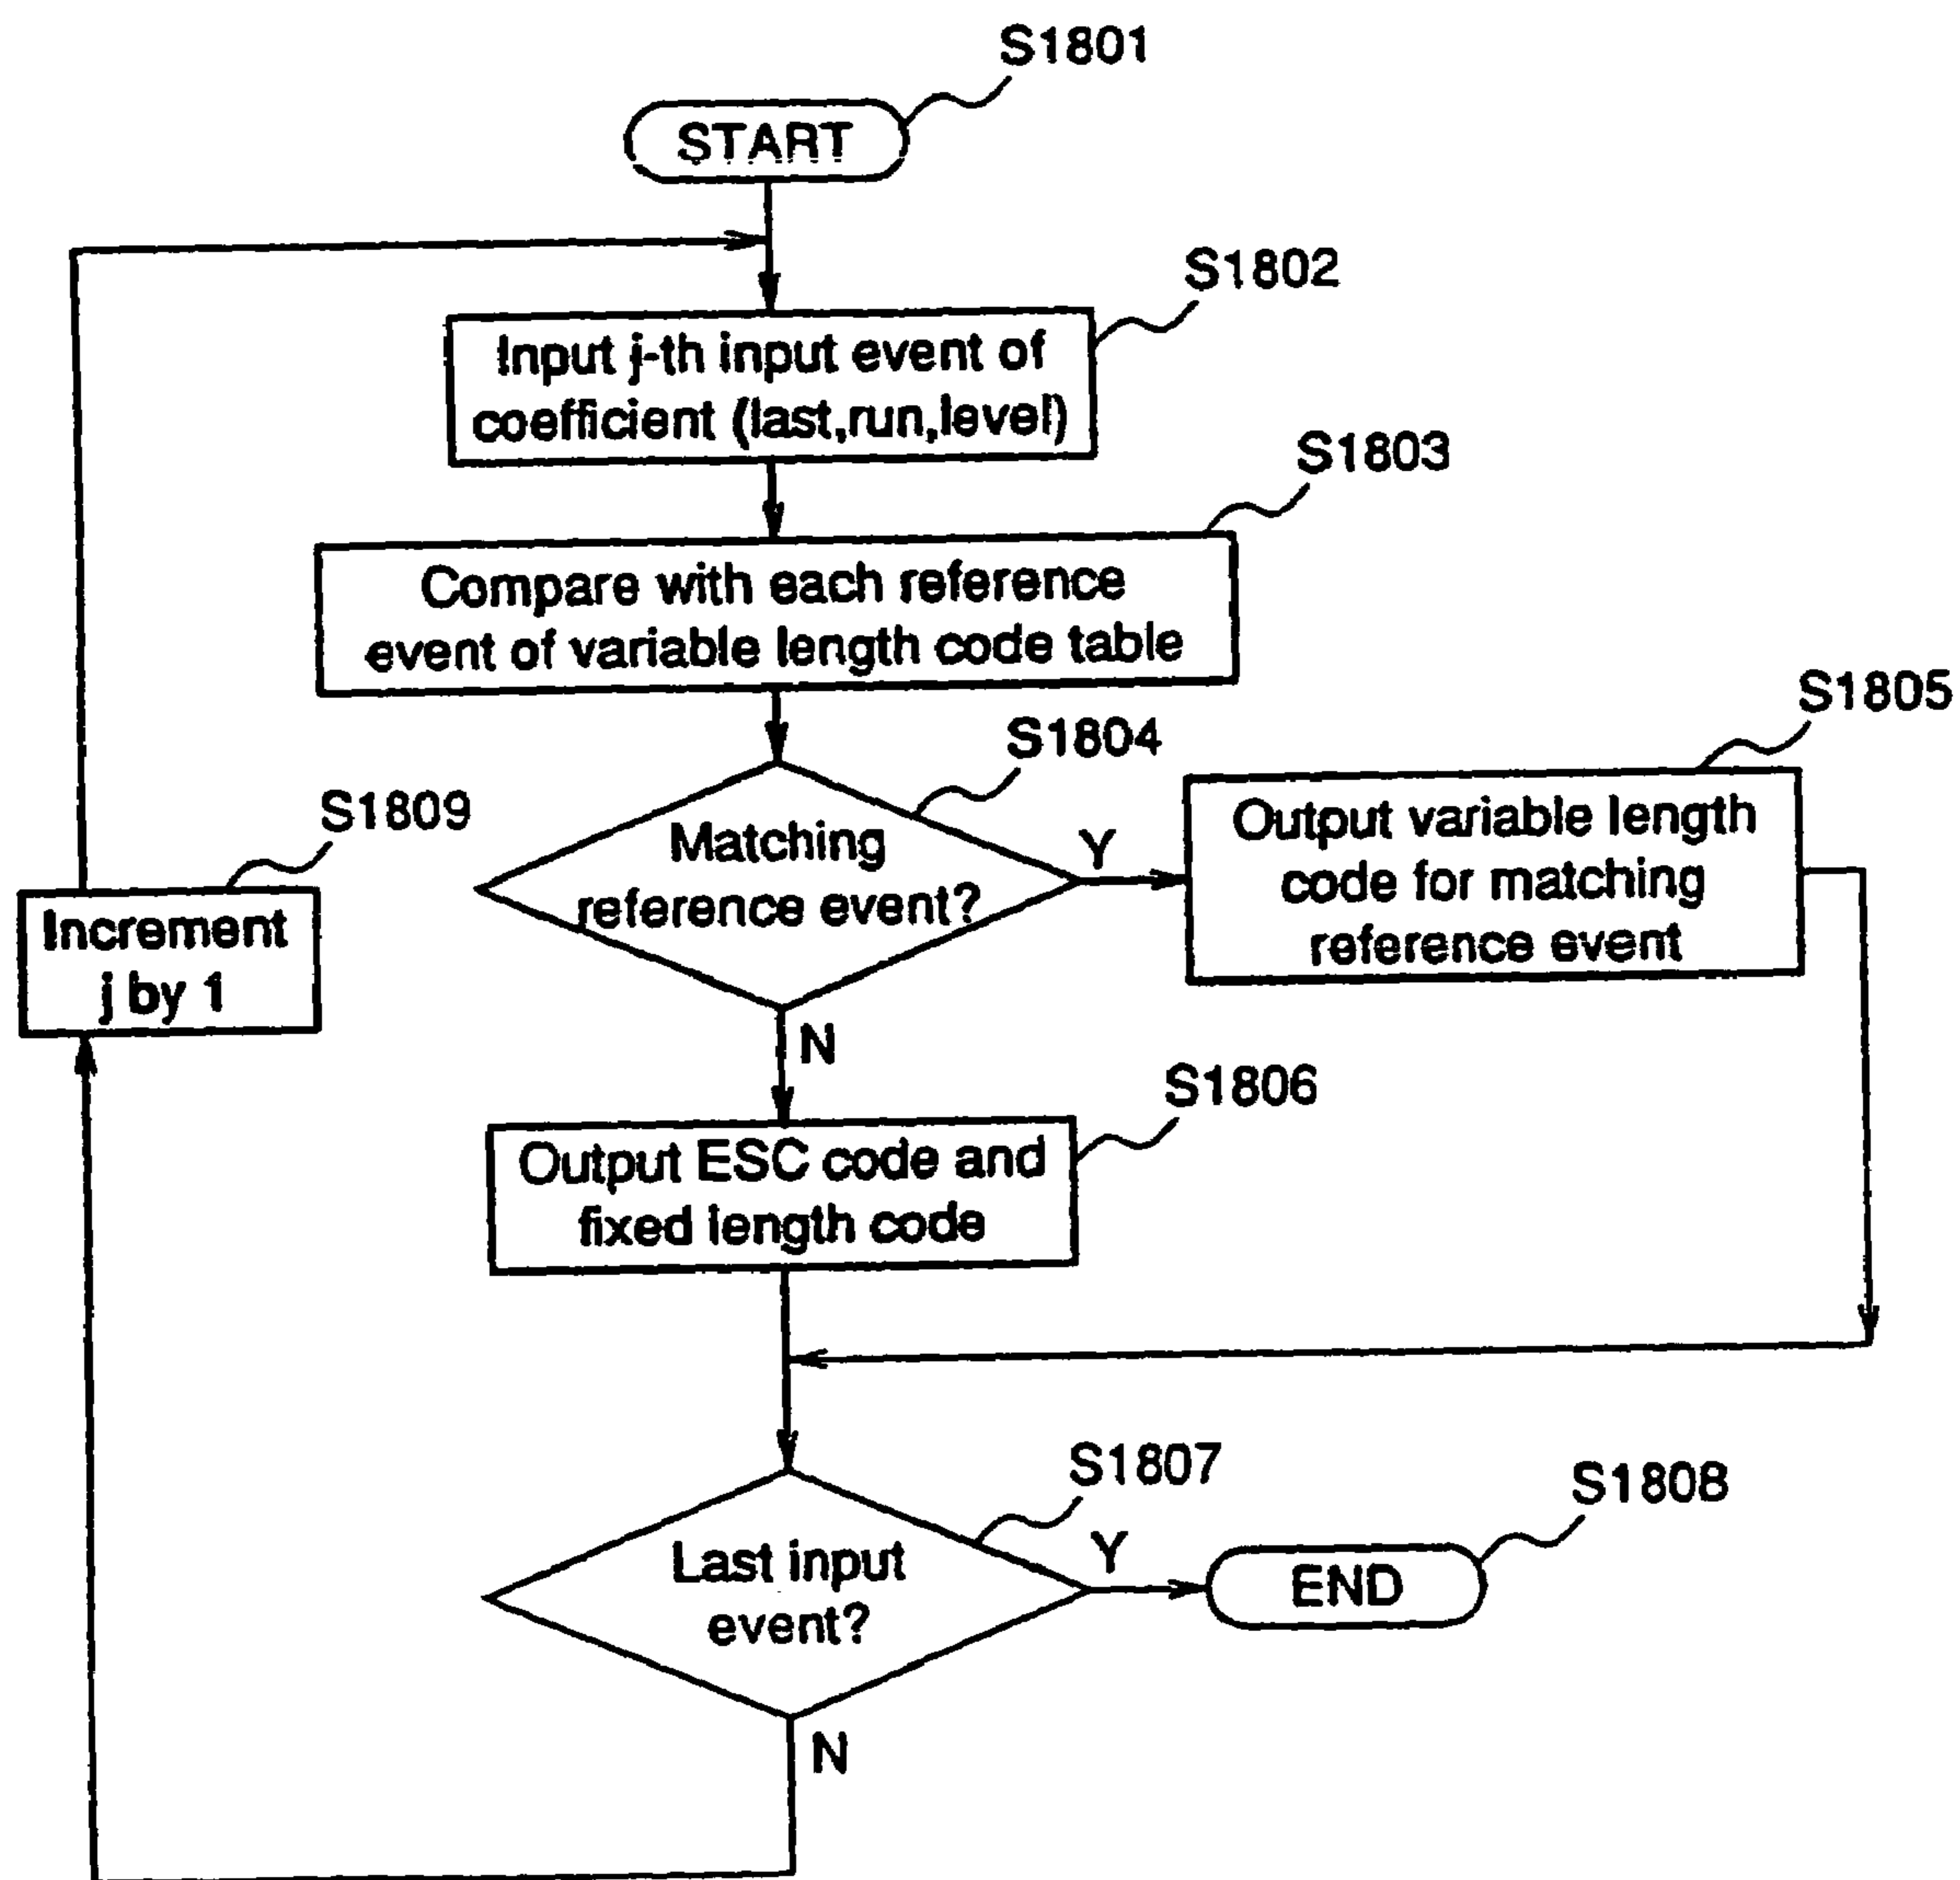 S1801
START
S1802
Input j-th input event of
coefficient (last,run,level)
S1803
Compare with each reference
event of variable length code table
S1804
Matching
reference event?
Y
N
S1805
Output variable length
code for matching
reference event
S1809
Increment
j by 1
S1806
Output ESC code and
fixed length code
S1807
Last input
event?
Y
N
S1808
END